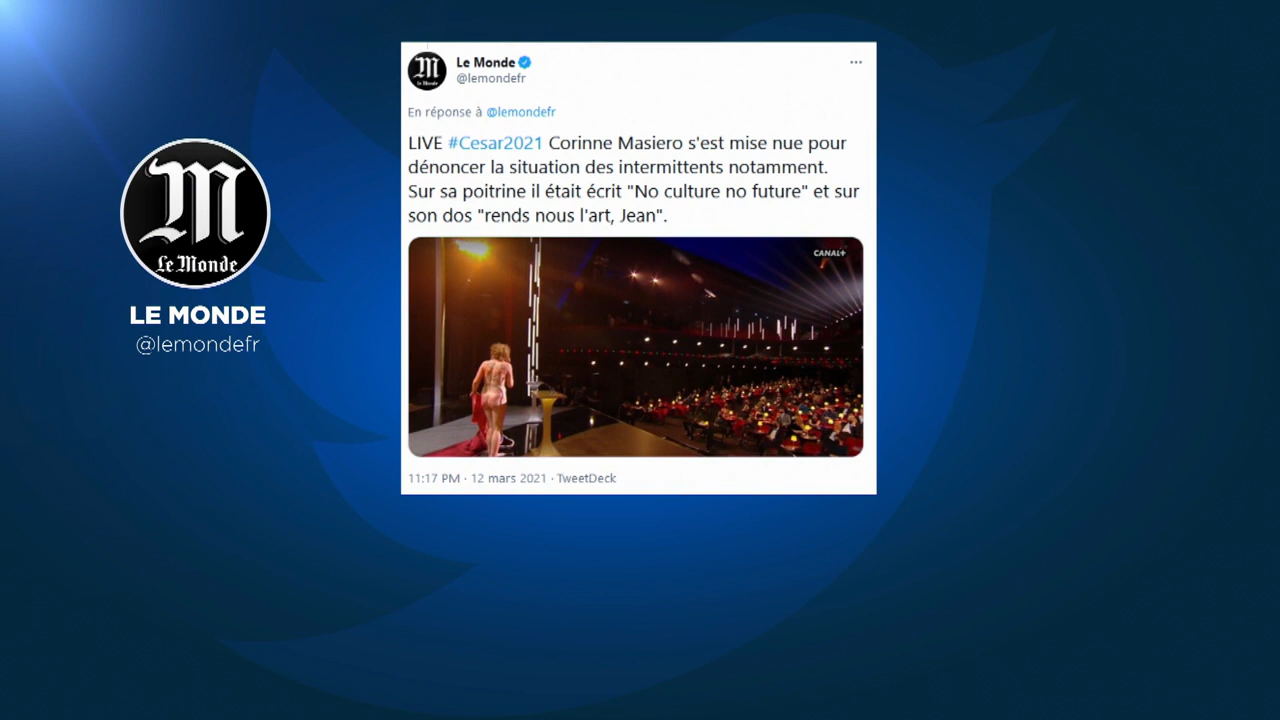 M
Le Monde
LE MONDE
@lemondefr
M
Le Monde
Le Monde
@lemondefr
...
En réponse à @lemondefr
LIVE #Cesar2021 Corinne Masiero s'est mise nue pour
dénoncer la situation des intermittents notamment.
Sur sa poitrine il était écrit "No culture no future" et sur
son dos "rends nous l'art, Jean".
CANAL+
11:17 PM · 12 mars 2021 · TweetDeck